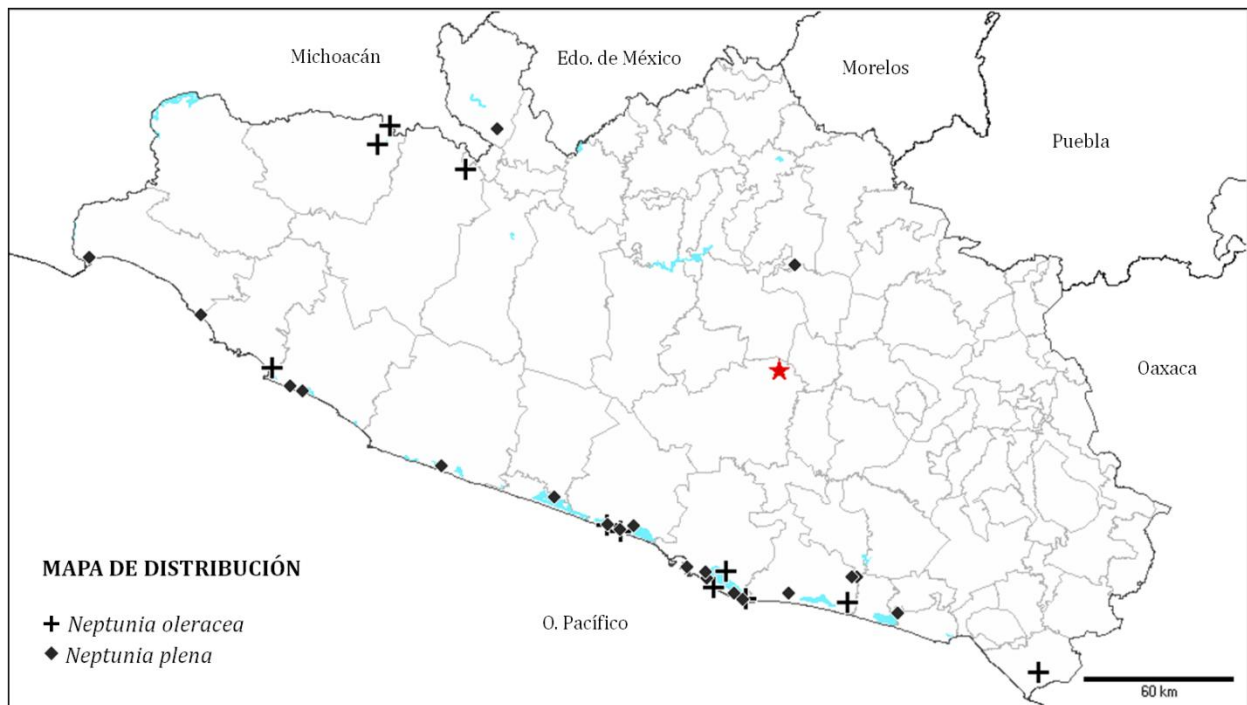 Michoacán
Edo. de México
Morelos
Puebla
Oaxaca
MAPA DE DISTRIBUCIÓN
Neptunia oleracea
Neptunia plena
O. Pacífico
60 km